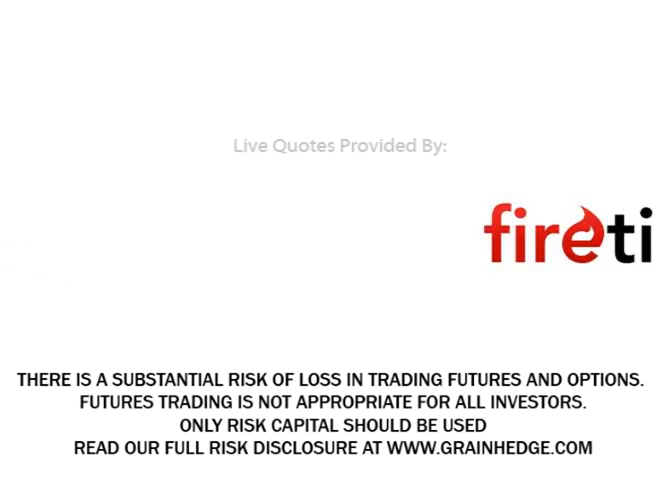 Live Quotes Provided By:
fireti
THERE IS A SUBSTANTIAL RISK OF LOSS IN TRADING FUTURES AND OPTIONS.
FUTURES TRADING IS NOT APPROPRIATE FOR ALL INVESTORS.
ONLY RISK CAPITAL SHOULD BE USED
READ OUR FULL RISK DISCLOSURE AT WWW.GRAINHEDGE.COM